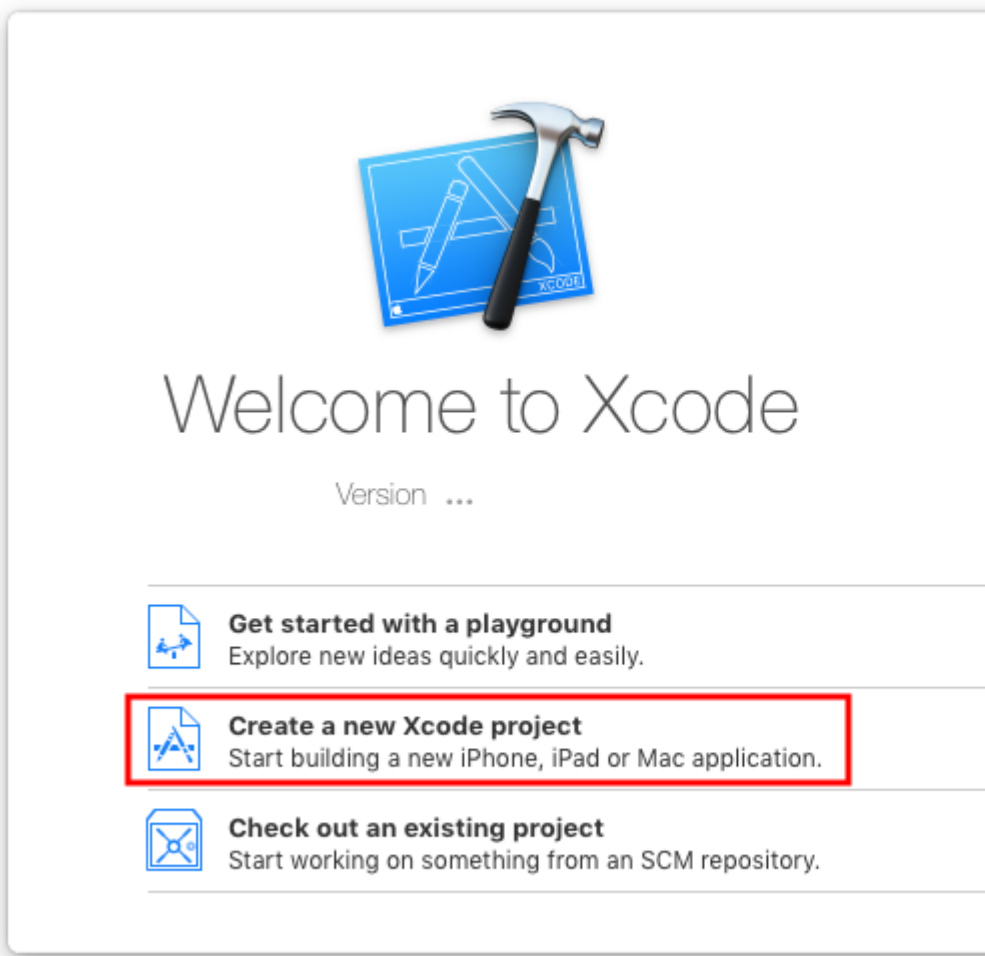 XCODE
Welcome to Xcode
Version ...
Get started with a playground
Explore new ideas quickly and easily.
Create a new Xcode project
Start building a new iPhone, iPad or Mac application.
Check out an existing project
Start working on something from an SCM repository.